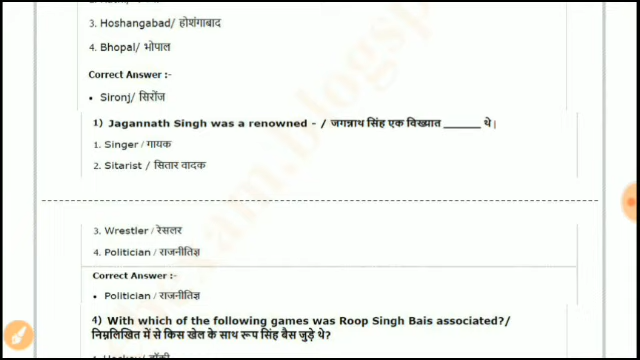 3. Hoshangabad/ होशंगाबाद
4. Bhopal/ भोपाल
Correct Answer :-
• Sironj/ सिरोंज
1) Jagannath Singh was a renowned - / जगन्नाथ सिंह एक विख्यात ______ थे|
1. Singer / गायक
2. Sitarist / सितार वादक
3. Wrestler / रेसलर
4. Politician / राजनीतिज्ञ
Correct Answer :-
• Politician / राजनीतिज्ञ
4) With which of the following games was Roop Singh Bais associated?/
निम्नलिखित में से किस खेल के साथ रूप सिंह बैस जुड़े थे?
1. Hockey / हॉकी